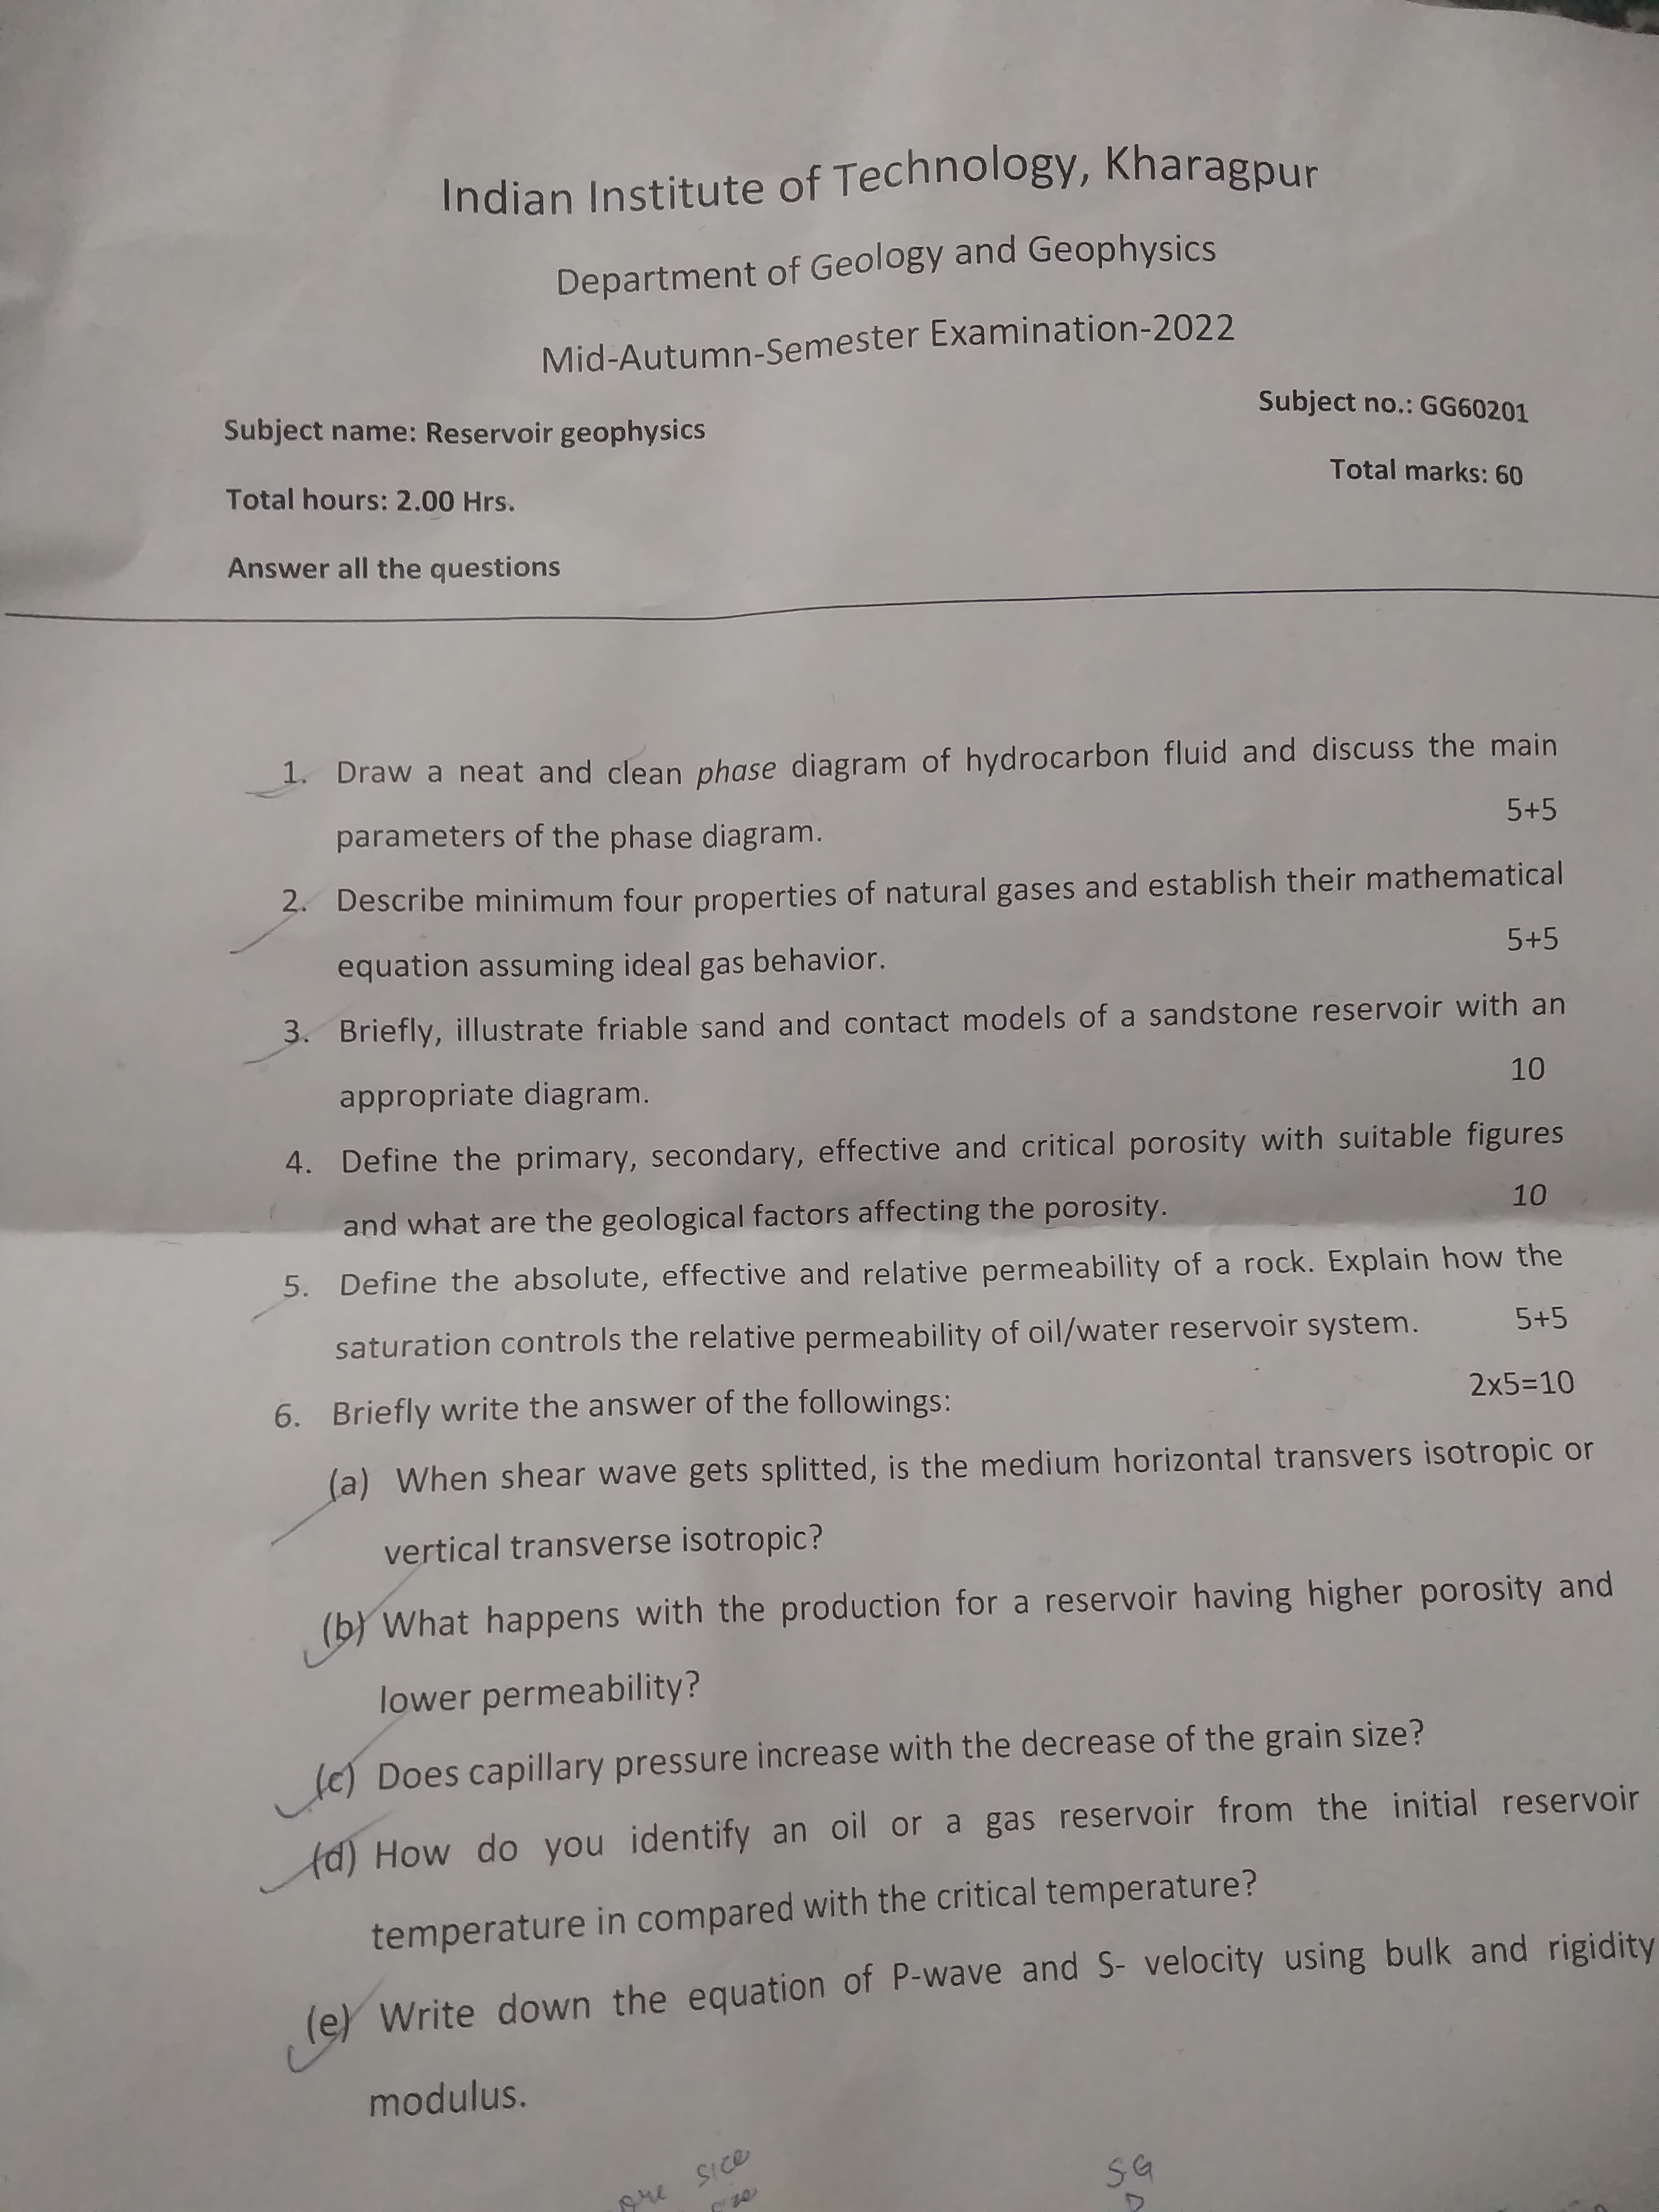 Indian Institute of Technology, Kharagpur
Department of Geology and Geophysics
Mid-Autumn-Semester Examination-2022
Subject name: Reservoir geophysics Subject no.: GG60201
Total hours: 2.00 Hrs. Total marks: 60
Answer all the questions
1. Draw a neat and clean phase diagram of hydrocarbon fluid and discuss the main
parameters of the phase diagram. 5+5
2. Describe minimum four properties of natural gases and establish their mathematical
equation assuming ideal gas behavior. 5+5
3. Briefly, illustrate friable sand and contact models of a sandstone reservoir with an
appropriate diagram. 10
4. Define the primary, secondary, effective and critical porosity with suitable figures
and what are the geological factors affecting the porosity. 10
5. Define the absolute, effective and relative permeability of a rock. Explain how the
saturation controls the relative permeability of oil/water reservoir system. 5+5
6. Briefly write the answer of the followings: 2x5=10
(a) When shear wave gets splitted, is the medium horizontal transvers isotropic or
vertical transverse isotropic?
(b) What happens with the production for a reservoir having higher porosity and
lower permeability?
(c) Does capillary pressure increase with the decrease of the grain size?
(d) How do you identify an oil or a gas reservoir from the initial reservoir
temperature in compared with the critical temperature?
(e) Write down the equation of P-wave and S- velocity using bulk and rigidity
modulus.
size SG